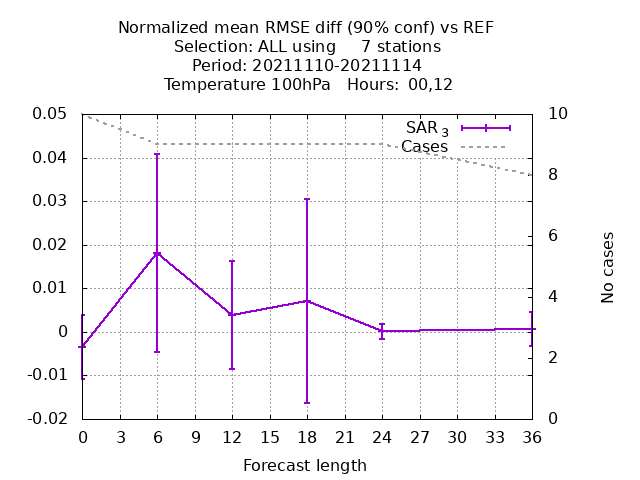 Normalized mean RMSE diff (90% conf) vs REF
Selection: ALL using     7 stations
Period: 20211110-20211114
Temperature 100hPa   Hours:  00,12
0.05
0.04
0.03
0.02
0.01
0
-0.01
-0.02
SAR 3
Cases
10
8
6
4
2
0
No cases
0 3 6 9 12 15 18 21 24 27 30 33 36
Forecast length